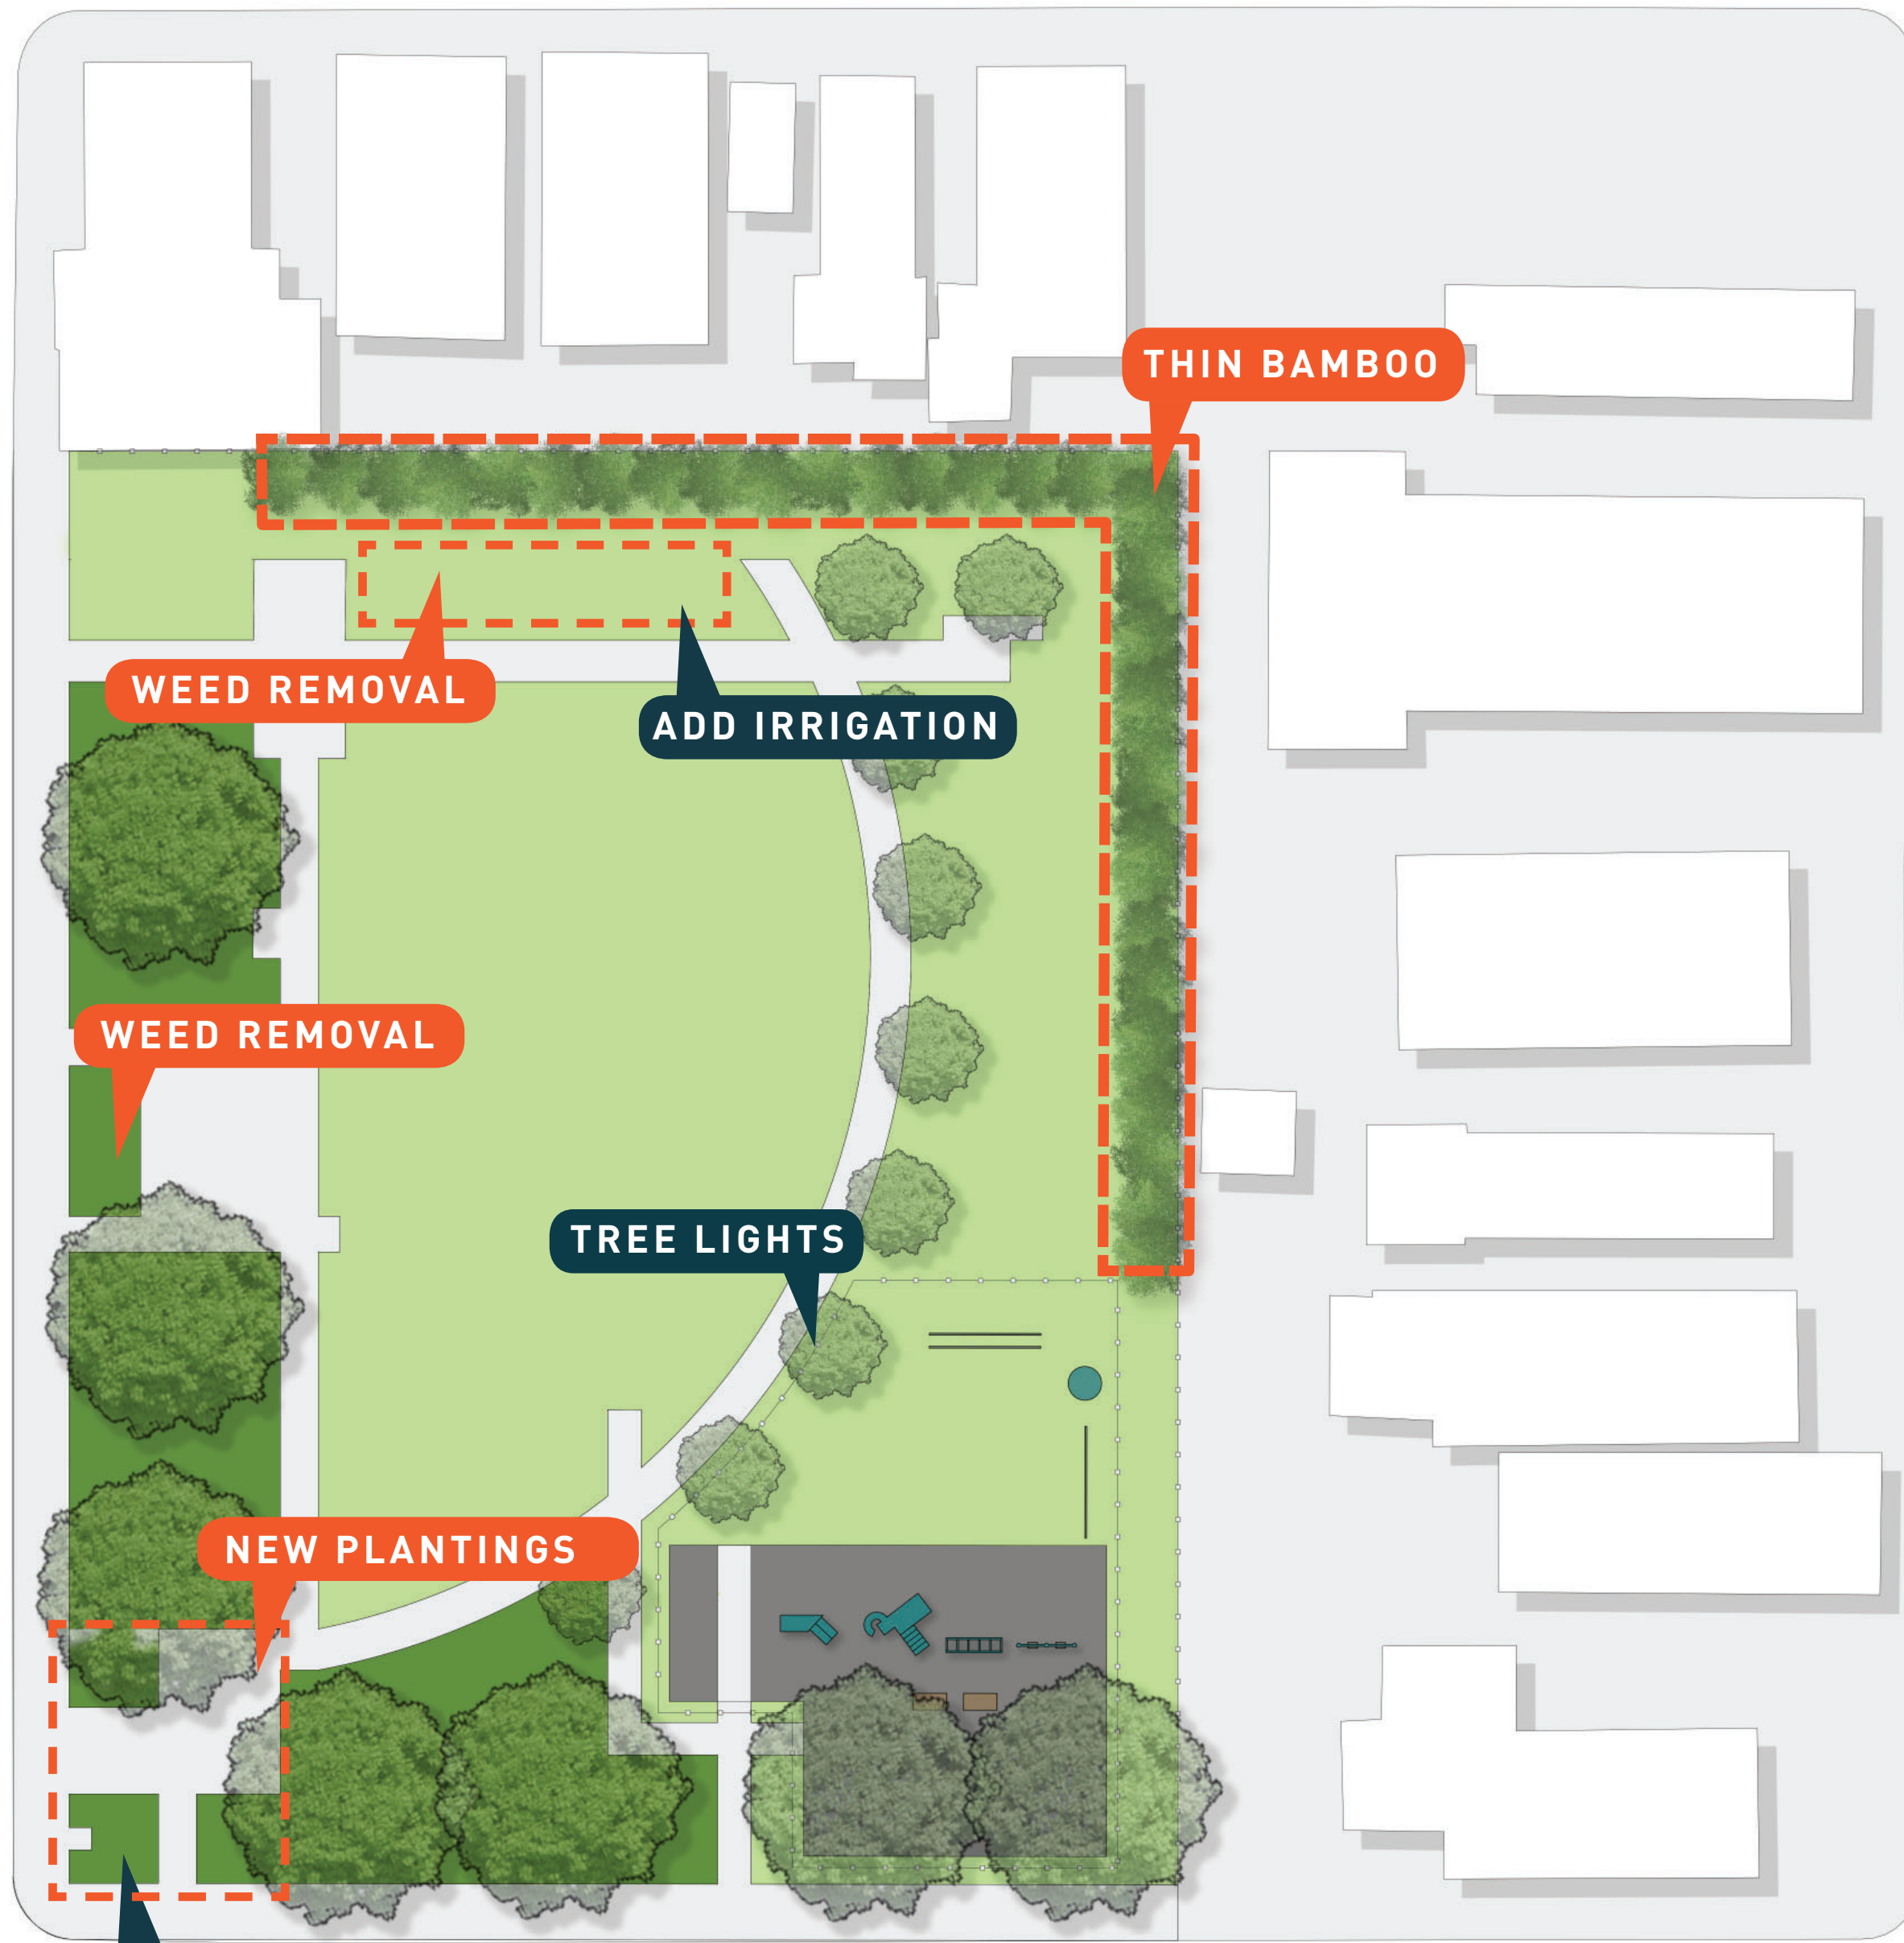 THIN BAMBOO
WEED REMOVAL
ADD IRRIGATION
WEED REMOVAL
TREE LIGHTS
NEW PLANTINGS